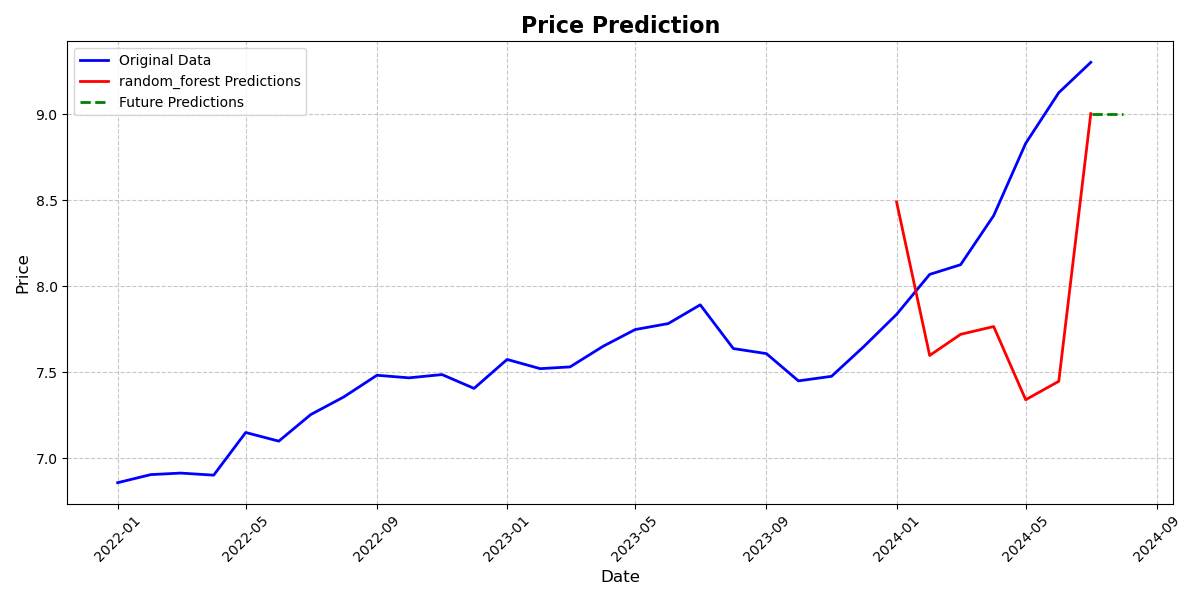 Price Prediction
Original Data
random_forest Predictions
Future Predictions
Price
9.0
8.5
8.0
7.5
7.0
2022-01
2022-05
2022-09
2023-01
2023-05
2023-09
2024-01
2024-05
2024-09
Date